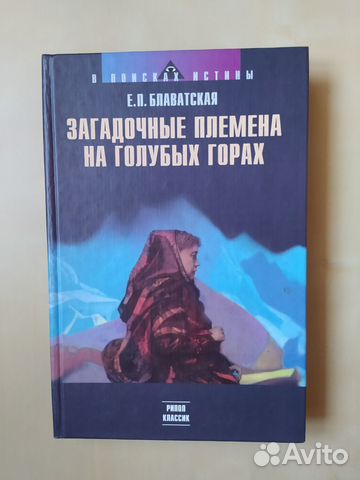 В ПОИСКАХ ИСТИНЫ
Е.П. БЛАВАТСКАЯ
ЗАГАДОЧНЫЕ ПЛЕМЕНА
НА ГОЛУБЫХ ГОРАХ
РИПОЛ
КЛАССИК
Avito